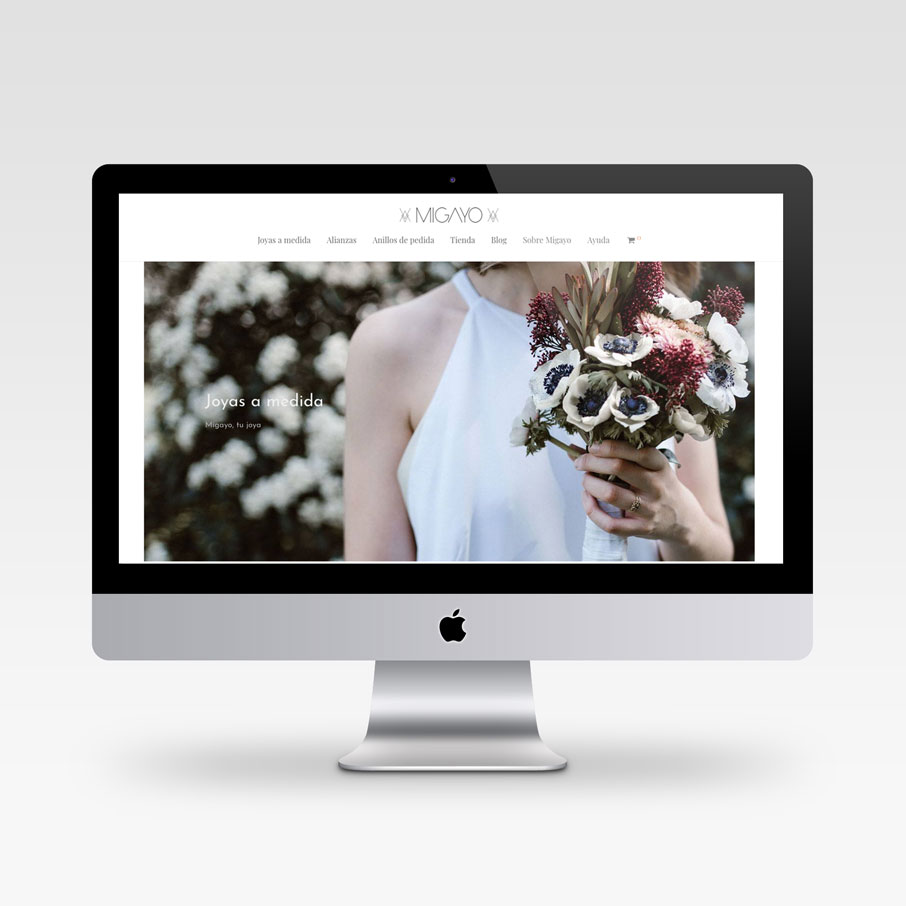 MIGAYO
Joyas a medida Alianzas Anillos de pedida Tienda Blog Sobre Migayo Ayuda
Joyas a medida
Migayo, tu joya